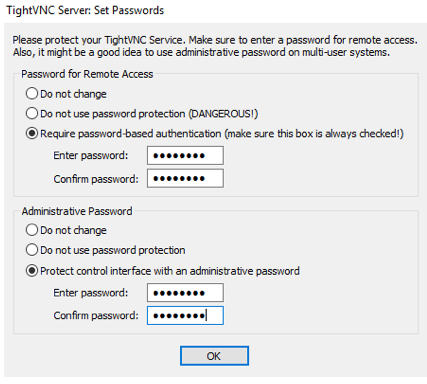 TightVNC Server: Set Passwords
Please protect your TightVNC Service. Make sure to enter a password for remote access.
Also, it might be a good idea to use administrative password on multi-user systems.
Password for Remote Access
Do not change
Do not use password protection (DANGEROUS!)
Require password-based authentication (make sure this box is always checked!)
Enter password: ●●●●●●●●
Confirm password: ●●●●●●●●
Administrative Password
Do not change
Do not use password protection
Protect control interface with an administrative password
Enter password: ●●●●●●●●
Confirm password: ●●●●●●●●
OK